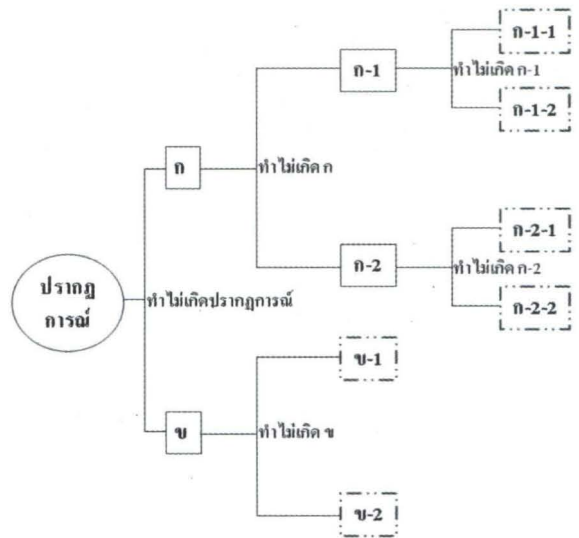 ก-1-1
ก-1
ทำไม่เกิด ก-1
ก-1-2
ก
ทำไม่เกิด ก
ก-2-1
ก-2
ทำไม่เกิด ก-2
ก-2-2
ปรากฏ
การณ์
ทำไม่เกิดปรากฏการณ์
ข-1
ข
ทำไม่เกิด ข
ข-2